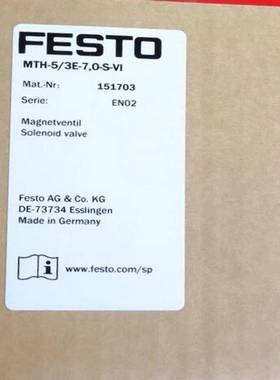 FESTO
MTH-5/3E-7,0-S-VI
Mat.-Nr: 151703
Serie: EN02
Magnetventil
Solenoid valve
Festo AG & Co. KG
DE-73734 Esslingen
Made in Germany
www.festo.com/sp